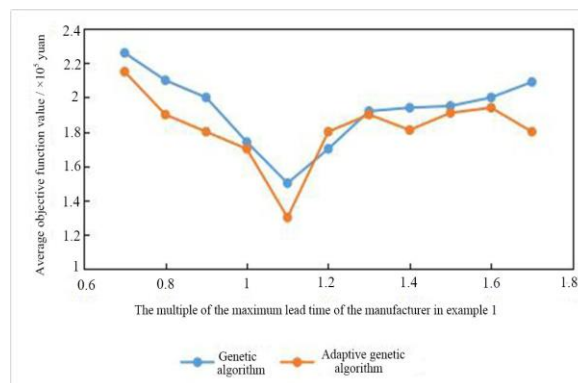 Average objective function value / ×10⁵ yuan
2.4
2.2
2
1.8
1.6
1.4
1.2
1
0.6
0.8
1
1.2
1.4
1.6
1.8
The multiple of the maximum lead time of the manufacturer in example 1
Genetic
algorithm
Adaptive genetic
algorithm